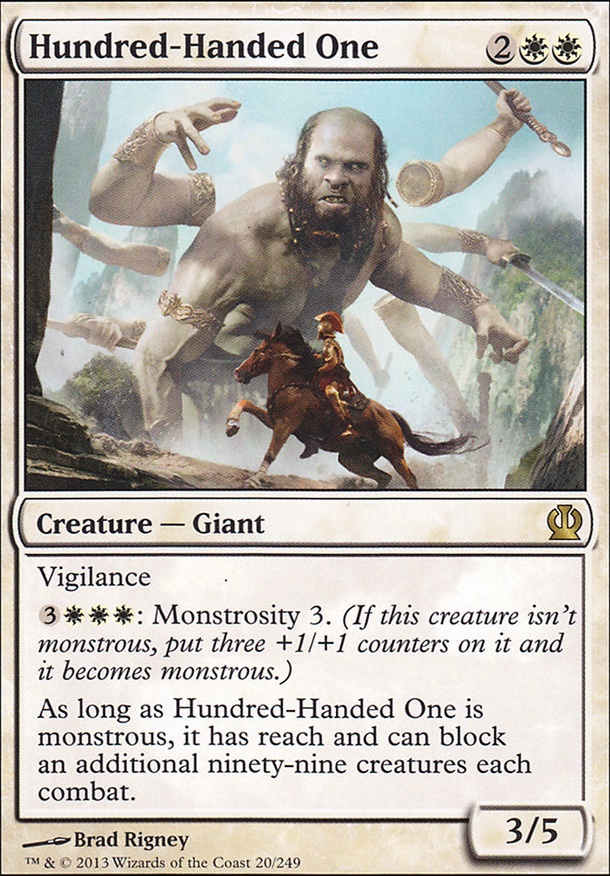 Hundred-Handed One 2
Creature — Giant
Vigilance
3: Monstrosity 3. (If this creature isn't
monstrous, put three +1/+1 counters on it and
it becomes monstrous.)
As long as Hundred-Handed One is
monstrous, it has reach and can block
an additional ninety-nine creatures each
combat.
3/5
Brad Rigney
™ & © 2013 Wizards of the Coast 20/249